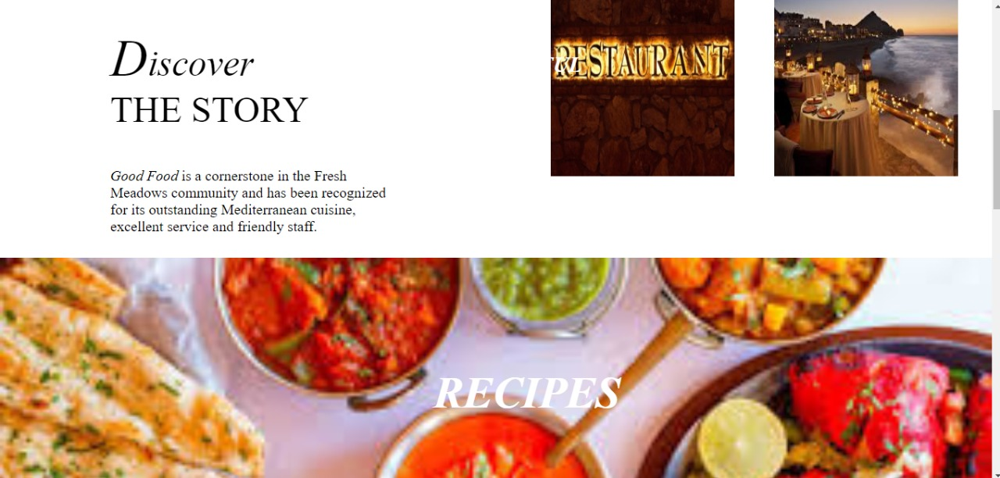 Discover
THE STORY
RESTAURANT
Good Food is a cornerstone in the Fresh
Meadows community and has been recognized
for its outstanding Mediterranean cuisine,
excellent service and friendly staff.
RECIPES